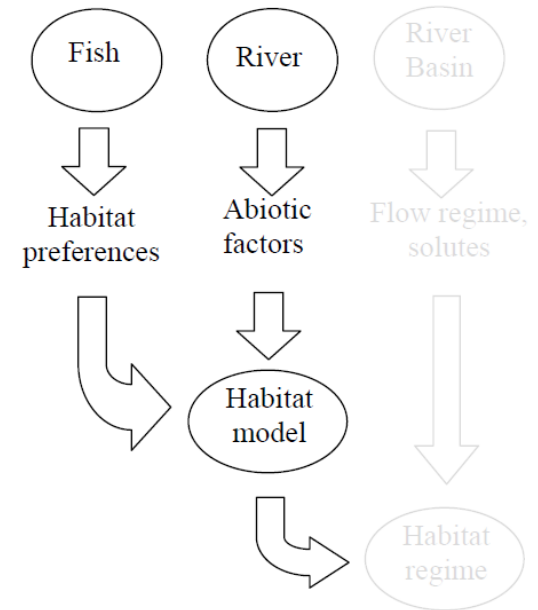 Fish
River
River
Basin
Habitat
preferences
Abiotic
factors
Flow regime,
solutes
Habitat
model
Habitat
regime